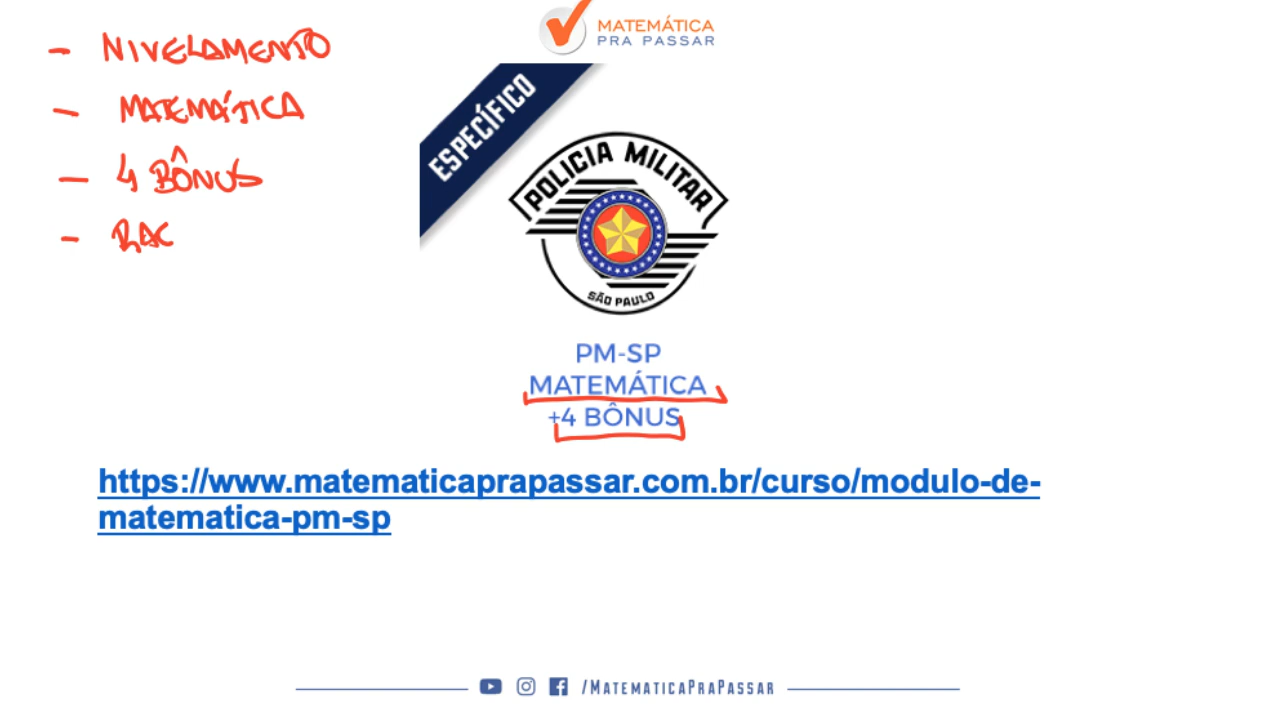 - NIVELAMENTO
- MATEMÁTICA
- 4 BÔNUS
- RAC
MATEMÁTICA
PRA PASSAR
ESPECÍFICO
POLICIA MILITAR
SÃO PAULO
PM-SP
MATEMÁTICA
+4 BÔNUS
https://www.matematicaprapassar.com.br/curso/modulo-de-
matematica-pm-sp
/MATEMATICAPRAPASSAR